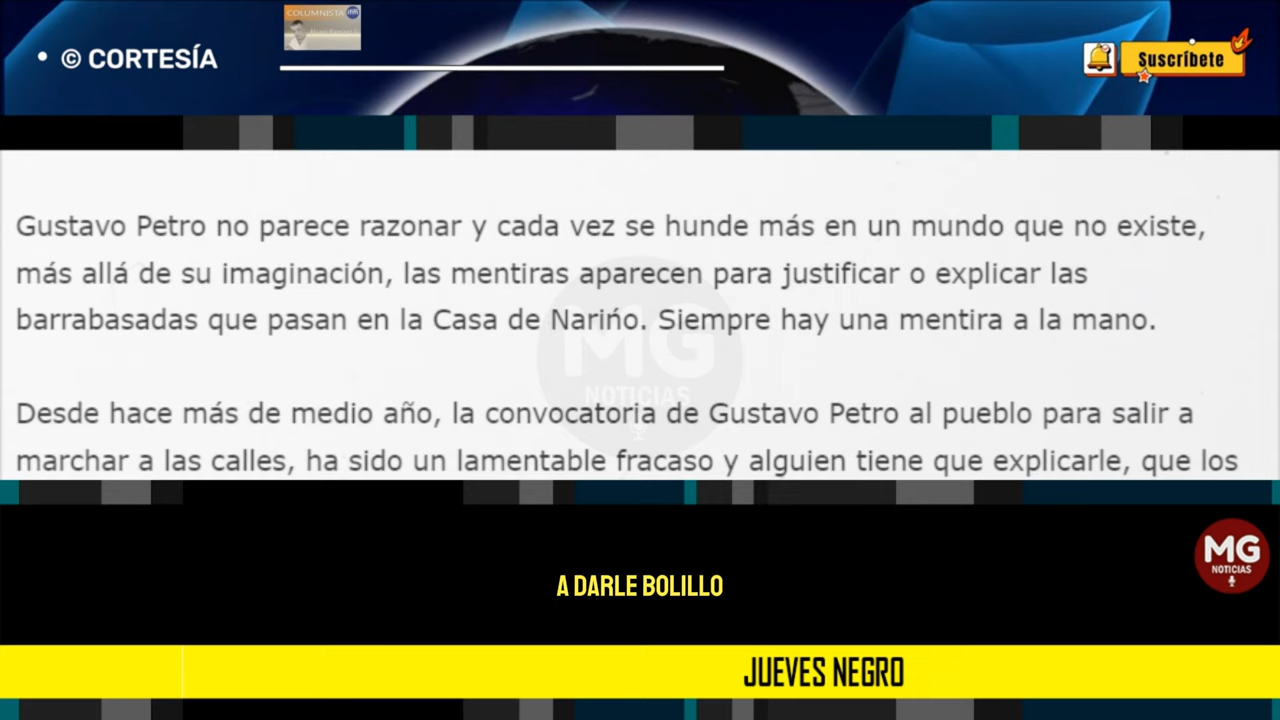 COLUMNISTA
• © CORTESÍA
Suscríbete
Gustavo Petro no parece razonar y cada vez se hunde más en un mundo que no existe,
más allá de su imaginación, las mentiras aparecen para justificar o explicar las
barrabasadas que pasan en la Casa de Nariño. Siempre hay una mentira a la mano.
MG
NOTICIAS
Desde hace más de medio año, la convocatoria de Gustavo Petro al pueblo para salir a
marchar a las calles, ha sido un lamentable fracaso y alguien tiene que explicarle, que los
MG
NOTICIAS
A DARLE BOLILLO
JUEVES NEGRO